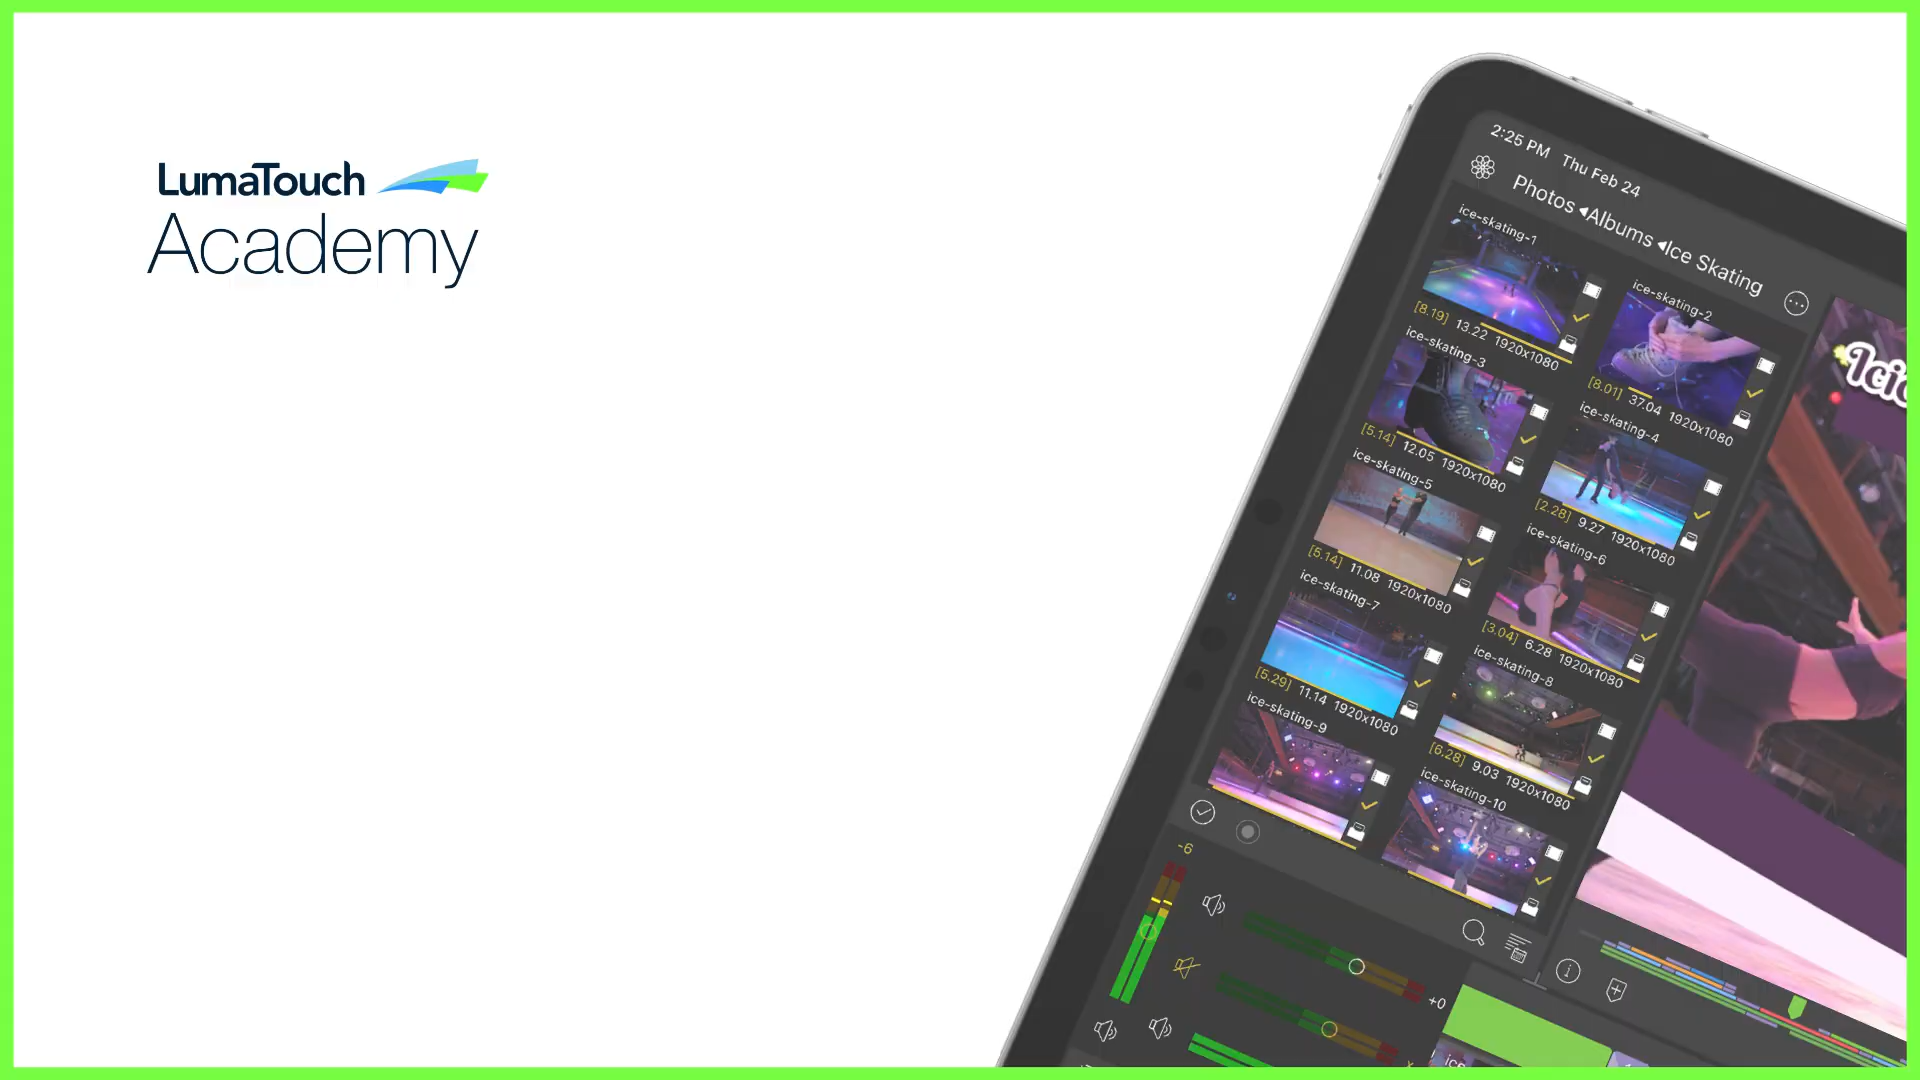 LumaTouch
Academy
2:25 PM Thu Feb 24
Photos ◀Albums ◀Ice Skating
ice-skating-1
[8.19] 13.22 1920x1080
ice-skating-2
[8.01] 37.04 1920x1080
ice-skating-3
[5.14] 12.05 1920x1080
ice-skating-4
[2.28] 9.27 1920x1080
ice-skating-5
[5.14] 11.08 1920x1080
ice-skating-6
[3.04] 6.28 1920x1080
ice-skating-7
[5.29] 11.14 1920x1080
ice-skating-8
[6.28] 9.03 1920x1080
ice-skating-9
ice-skating-10
-6
+0